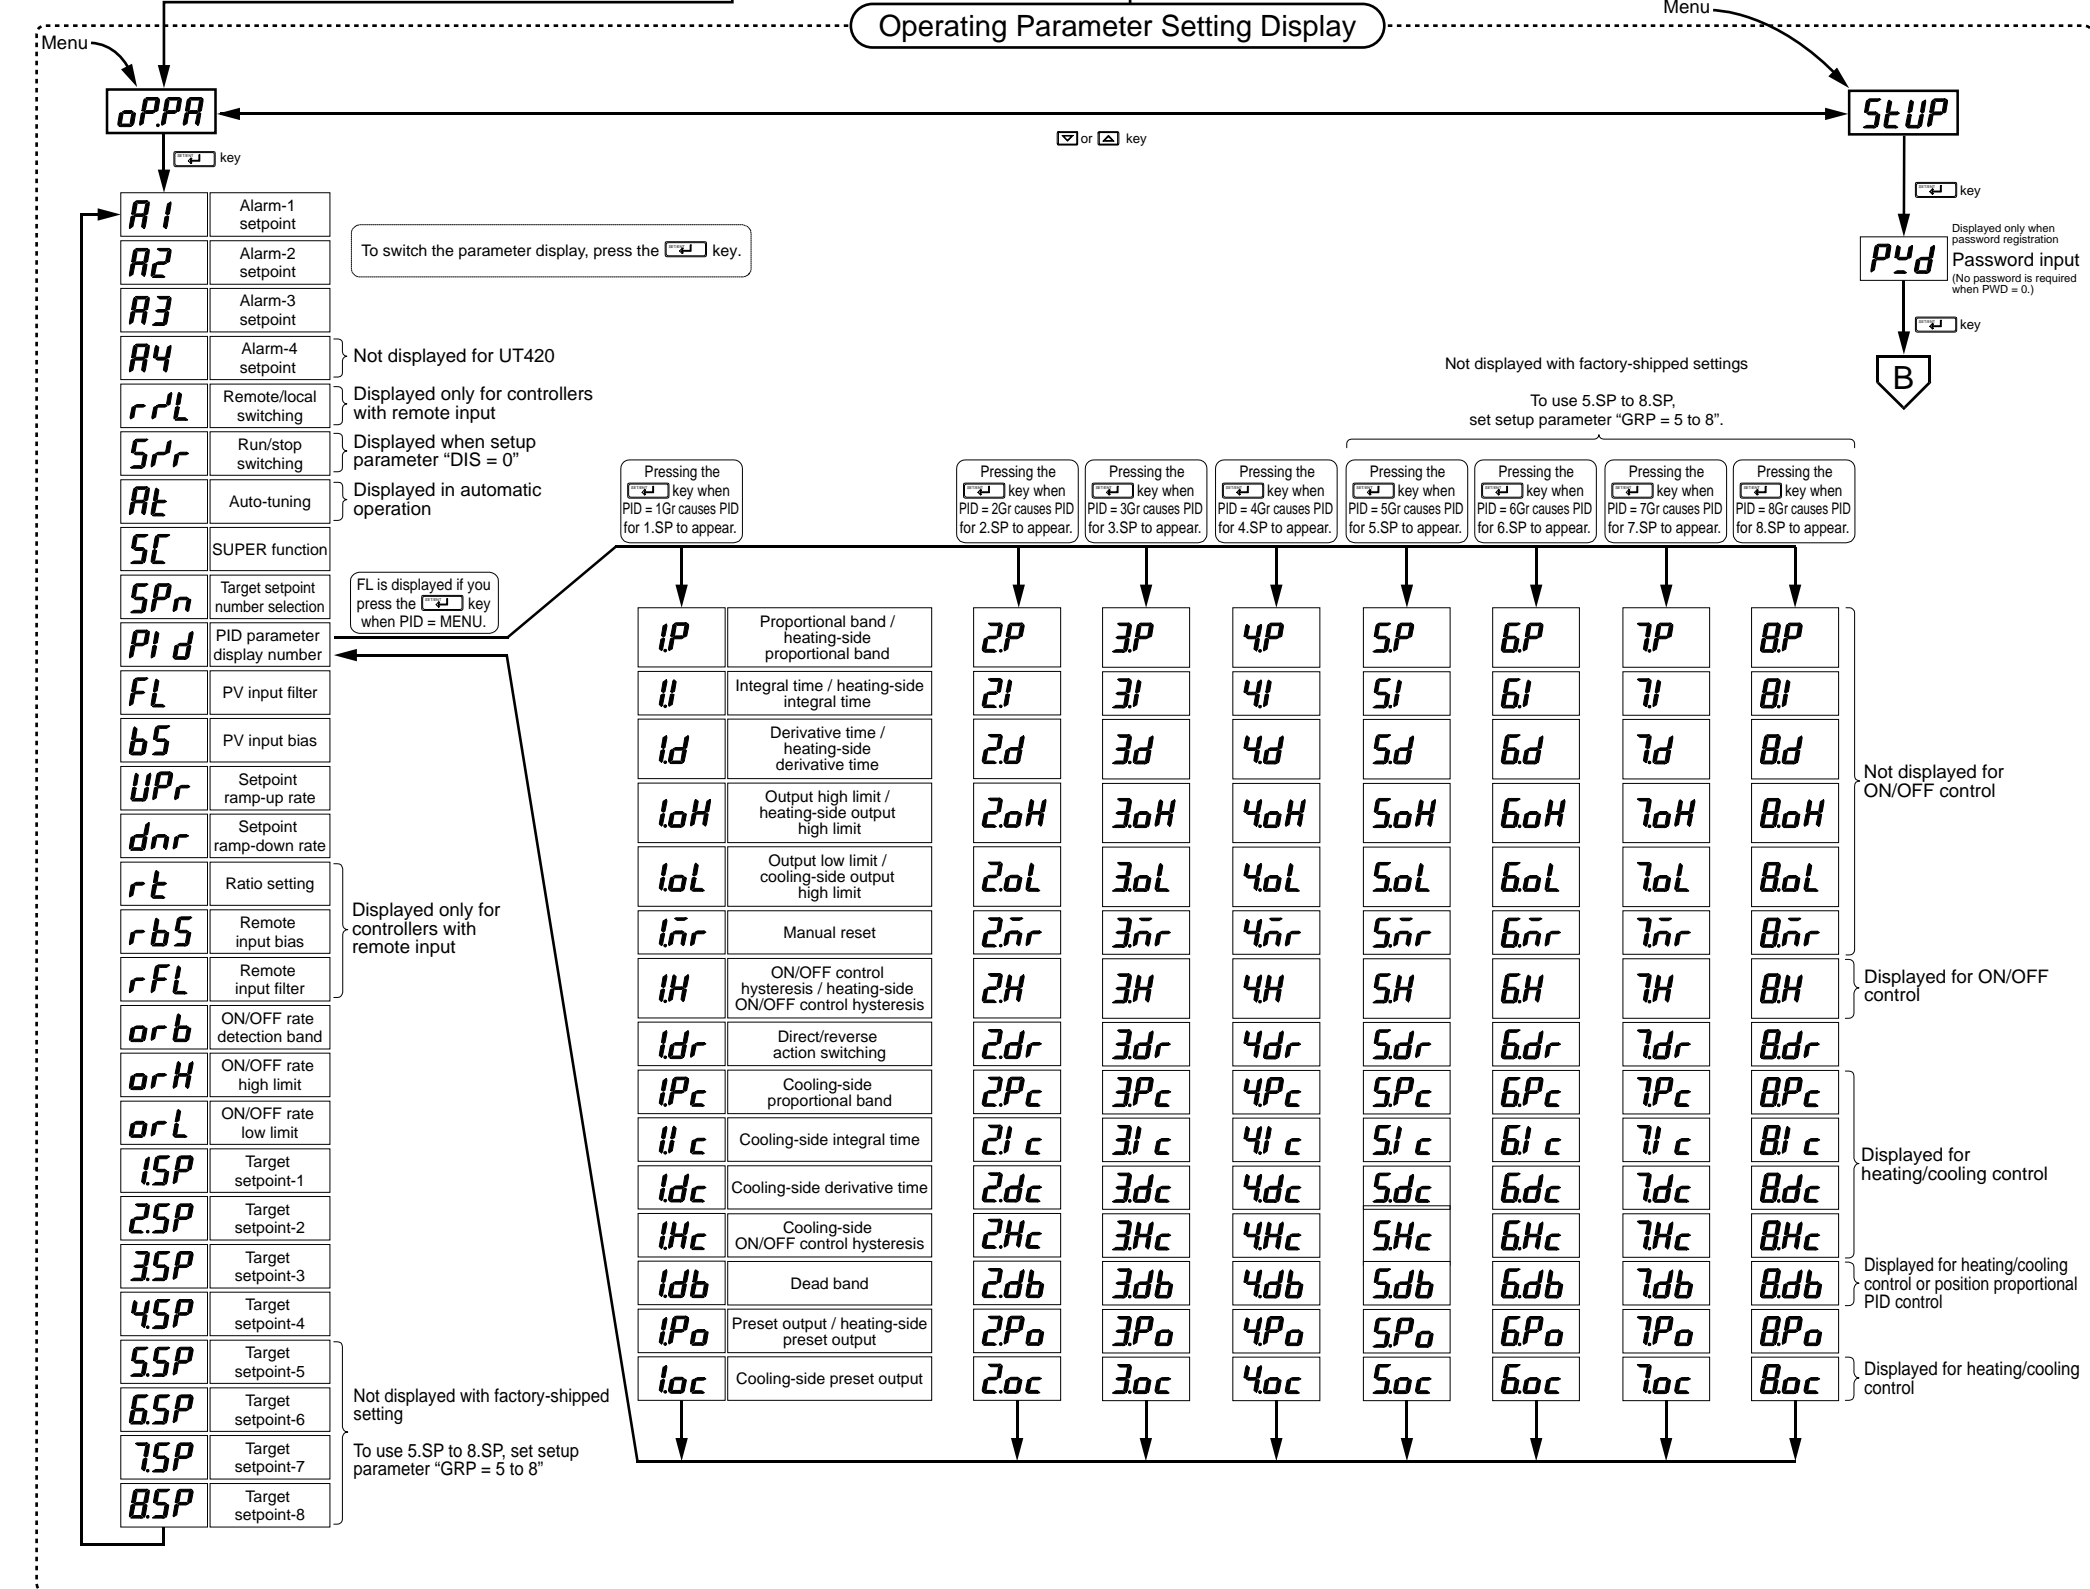 Operating Parameter Setting Display
Menu
Menu
oP.PA
StUP
or
key
key
A1
Alarm-1
setpoint
A2
Alarm-2
setpoint
A3
Alarm-3
setpoint
A4
Alarm-4
setpoint
Not displayed for UT420
r/L
Remote/local
switching
Displayed only for controllers
with remote input
S/r
Run/stop
switching
Displayed when setup
parameter “DIS = 0”
At
Auto-tuning
Displayed in automatic
operation
SC
SUPER function
SPn
Target setpoint
number selection
PId
PID parameter
display number
FL
PV input filter
bS
PV input bias
UPr
Setpoint
ramp-up rate
dnr
Setpoint
ramp-down rate
rt
Ratio setting
rbS
Remote
input bias
rFL
Remote
input filter
Displayed only for
controllers with
remote input
orb
ON/OFF rate
detection band
orH
ON/OFF rate
high limit
orL
ON/OFF rate
low limit
1.SP
Target
setpoint-1
2.SP
Target
setpoint-2
3.SP
Target
setpoint-3
4.SP
Target
setpoint-4
5.SP
Target
setpoint-5
6.SP
Target
setpoint-6
7.SP
Target
setpoint-7
8.SP
Target
setpoint-8
Not displayed with factory-shipped
setting
To use 5.SP to 8.SP, set setup
parameter “GRP = 5 to 8”
To switch the parameter display, press the key.
FL is displayed if you
press the key
when PID = MENU.
key
Displayed only when
password registration
Pwd
Password input
(No password is required
when PWD = 0.)
key
B
Not displayed with factory-shipped settings
To use 5.SP to 8.SP,
set setup parameter “GRP = 5 to 8”.
Pressing the
key when
PID = 1Gr causes PID
for 1.SP to appear.
Pressing the
key when
PID = 2Gr causes PID
for 2.SP to appear.
Pressing the
key when
PID = 3Gr causes PID
for 3.SP to appear.
Pressing the
key when
PID = 4Gr causes PID
for 4.SP to appear.
Pressing the
key when
PID = 5Gr causes PID
for 5.SP to appear.
Pressing the
key when
PID = 6Gr causes PID
for 6.SP to appear.
Pressing the
key when
PID = 7Gr causes PID
for 7.SP to appear.
Pressing the
key when
PID = 8Gr causes PID
for 8.SP to appear.
1.P
Proportional band /
heating-side
proportional band
2.P 3.P 4.P 5.P 6.P 7.P 8.P
1.I
Integral time / heating-side
integral time
2.I 3.I 4.I 5.I 6.I 7.I 8.I
1.d
Derivative time /
heating-side
derivative time
2.d 3.d 4.d 5.d 6.d 7.d 8.d
1.oH
Output high limit /
heating-side output
high limit
2.oH 3.oH 4.oH 5.oH 6.oH 7.oH 8.oH
1.oL
Output low limit /
cooling-side output
high limit
2.oL 3.oL 4.oL 5.oL 6.oL 7.oL 8.oL
1.mr
Manual reset
2.mr 3.mr 4.mr 5.mr 6.mr 7.mr 8.mr
Not displayed for
ON/OFF control
1.H
ON/OFF control
hysteresis / heating-side
ON/OFF control hysteresis
2.H 3.H 4.H 5.H 6.H 7.H 8.H
Displayed for ON/OFF
control
1.dr
Direct/reverse
action switching
2.dr 3.dr 4.dr 5.dr 6.dr 7.dr 8.dr
1.Pc
Cooling-side
proportional band
2.Pc 3.Pc 4.Pc 5.Pc 6.Pc 7.Pc 8.Pc
1.Ic
Cooling-side integral time
2.Ic 3.Ic 4.Ic 5.Ic 6.Ic 7.Ic 8.Ic
1.dc
Cooling-side derivative time
2.dc 3.dc 4.dc 5.dc 6.dc 7.dc 8.dc
1.Hc
Cooling-side
ON/OFF control hysteresis
2.Hc 3.Hc 4.Hc 5.Hc 6.Hc 7.Hc 8.Hc
Displayed for
heating/cooling control
1.db
Dead band
2.db 3.db 4.db 5.db 6.db 7.db 8.db
Displayed for heating/cooling
control or position proportional
PID control
1.Po
Preset output / heating-side
preset output
2.Po 3.Po 4.Po 5.Po 6.Po 7.Po 8.Po
1.oc
Cooling-side preset output
2.oc 3.oc 4.oc 5.oc 6.oc 7.oc 8.oc
Displayed for heating/cooling
control